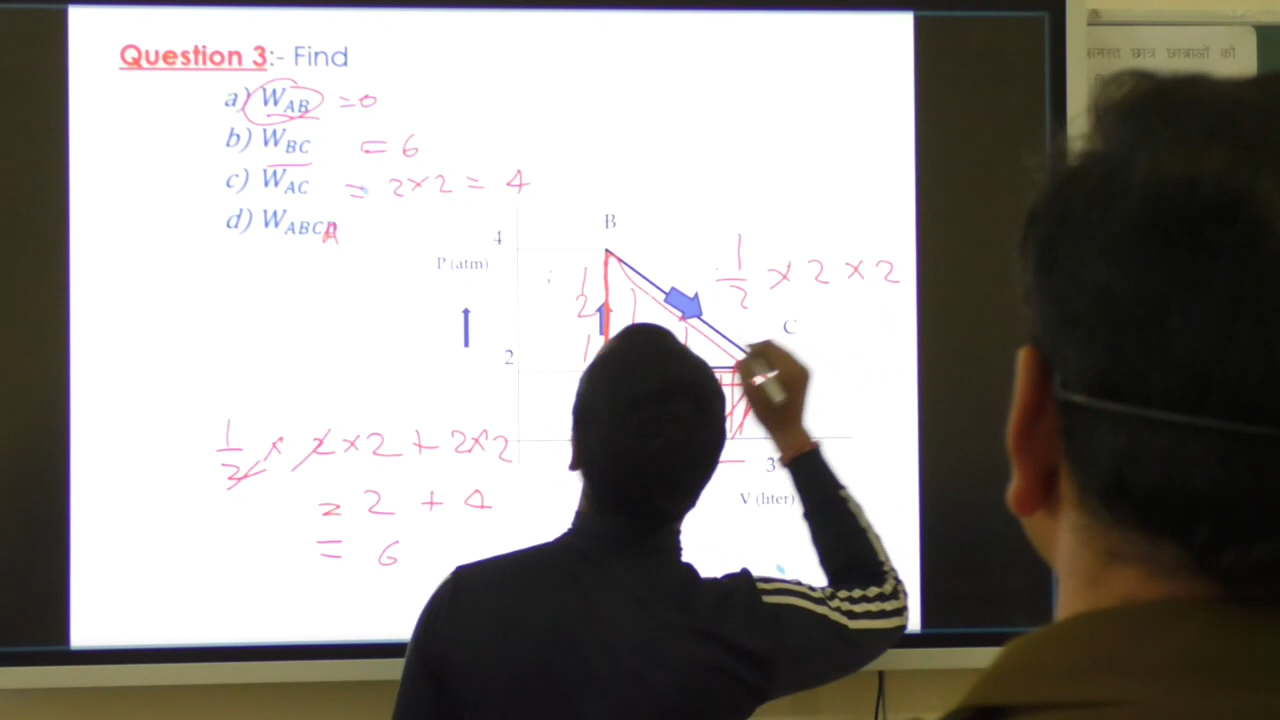 Question 3:- Find
a) W_AB = 0
b) W_BC = 6
c) W_AC = 2×2 = 4
d) W_ABCA
B
4
P (atm)
2
1/2 × 2 × 2
C
2
1/2 × 2 × 2 + 2×2
= 2 + 4
= 6
3
V (liter)
समस्त छात्र छात्राओं को